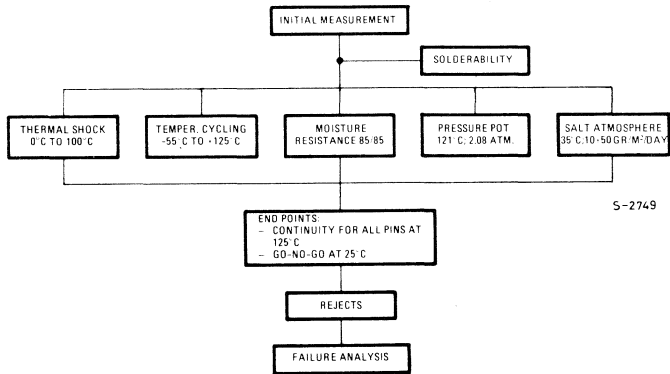 INITIAL MEASUREMENT
SOLDERABILITY
THERMAL SHOCK
0°C TO 100°C
TEMPER. CYCLING
-55°C TO +125°C
MOISTURE
RESISTANCE 85/85
PRESSURE POT
121°C; 2.08 ATM.
SALT ATMOSPHERE
35°C; 10÷50 GR/M²/DAY
S-2749
END POINTS:
– CONTINUITY FOR ALL PINS AT
125°C
– GO-NO-GO AT 25°C
REJECTS
FAILURE ANALYSIS